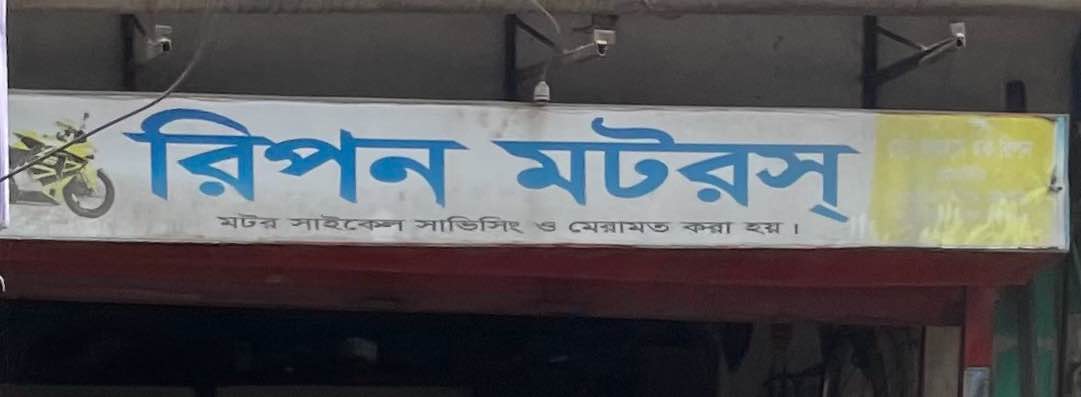 রিপন মটরস্
মটর সাইকেল সাভিসিং ও মেরামত করা হয়।